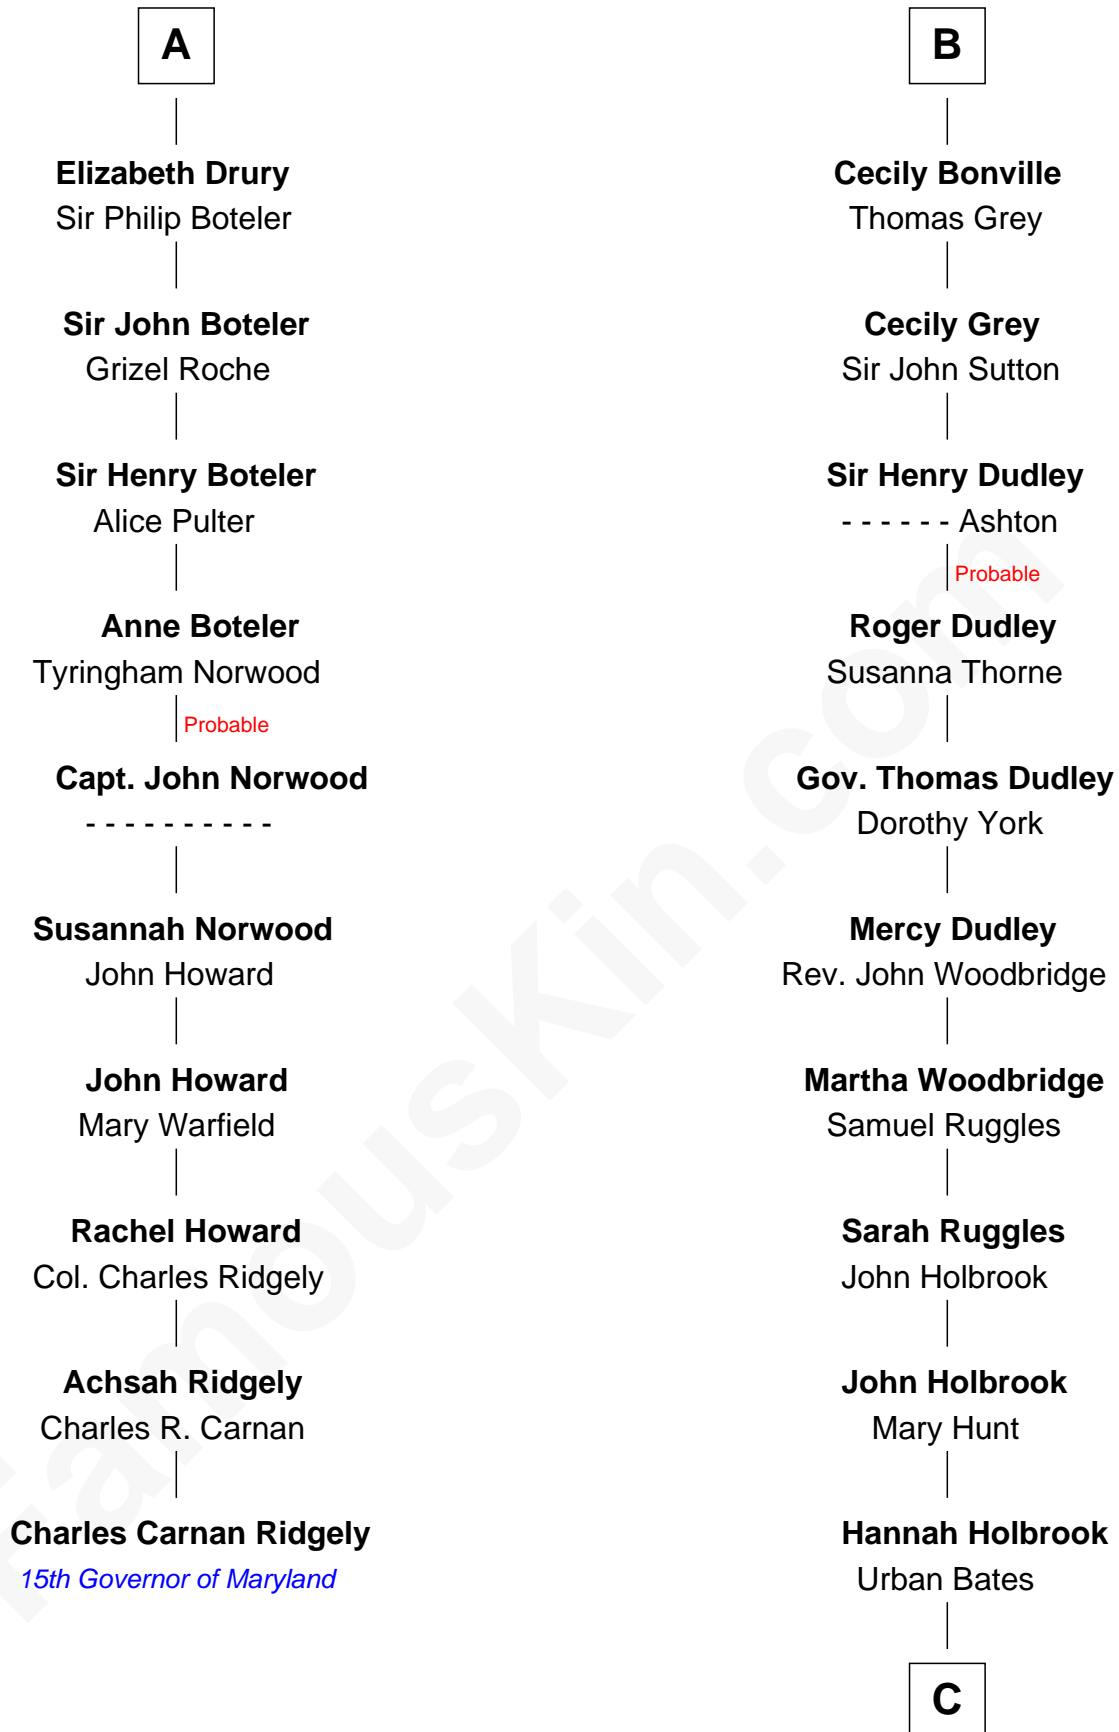 A
Elizabeth Drury
Sir Philip Boteler
Sir John Boteler
Grizel Roche
Sir Henry Boteler
Alice Pulter
Anne Boteler
Tyringham Norwood
Probable
Capt. John Norwood
- - - - - - - - - -
Susannah Norwood
John Howard
John Howard
Mary Warfield
Rachel Howard
Col. Charles Ridgely
Achsah Ridgely
Charles R. Carnan
Charles Carnan Ridgely
15th Governor of Maryland
B
Cecily Bonville
Thomas Grey
Cecily Grey
Sir John Sutton
Sir Henry Dudley
- - - - - - Ashton
Probable
Roger Dudley
Susanna Thorne
Gov. Thomas Dudley
Dorothy York
Mercy Dudley
Rev. John Woodbridge
Martha Woodbridge
Samuel Ruggles
Sarah Ruggles
John Holbrook
John Holbrook
Mary Hunt
Hannah Holbrook
Urban Bates
C
FamousKin.com